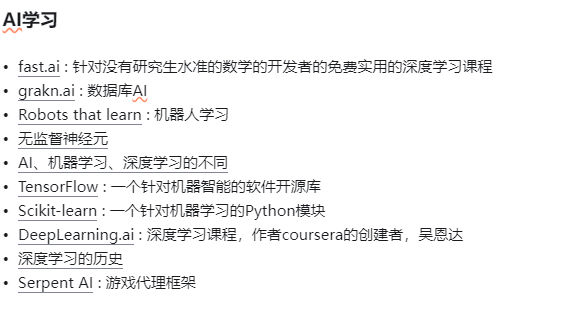 AI学习
• fast.ai : 针对没有研究生水准的数学的开发者的免费实用的深度学习课程
• grakn.ai : 数据库AI
• Robots that learn : 机器人学习
• 无监督神经元
• AI、机器学习、深度学习的不同
• TensorFlow : 一个针对机器智能的软件开源库
• Scikit-learn : 一个针对机器学习的Python模块
• DeepLearning.ai : 深度学习课程，作者coursera的创建者，吴恩达
• 深度学习的历史
• Serpent AI : 游戏代理框架